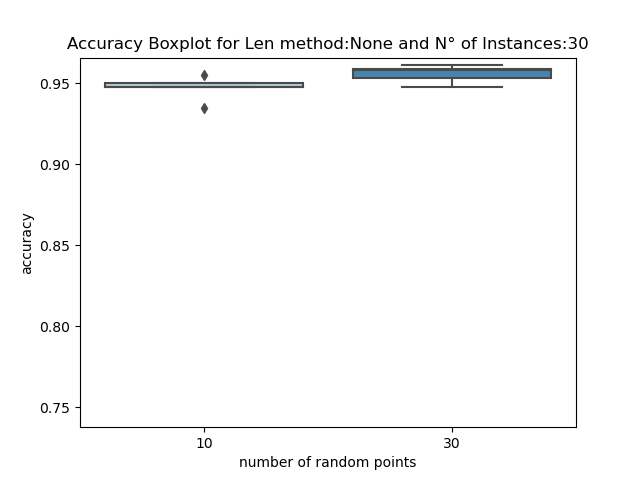 Accuracy Boxplot for Len method:None and N° of Instances:30
0.95
0.90
0.85
0.80
0.75
accuracy
10 30
number of random points